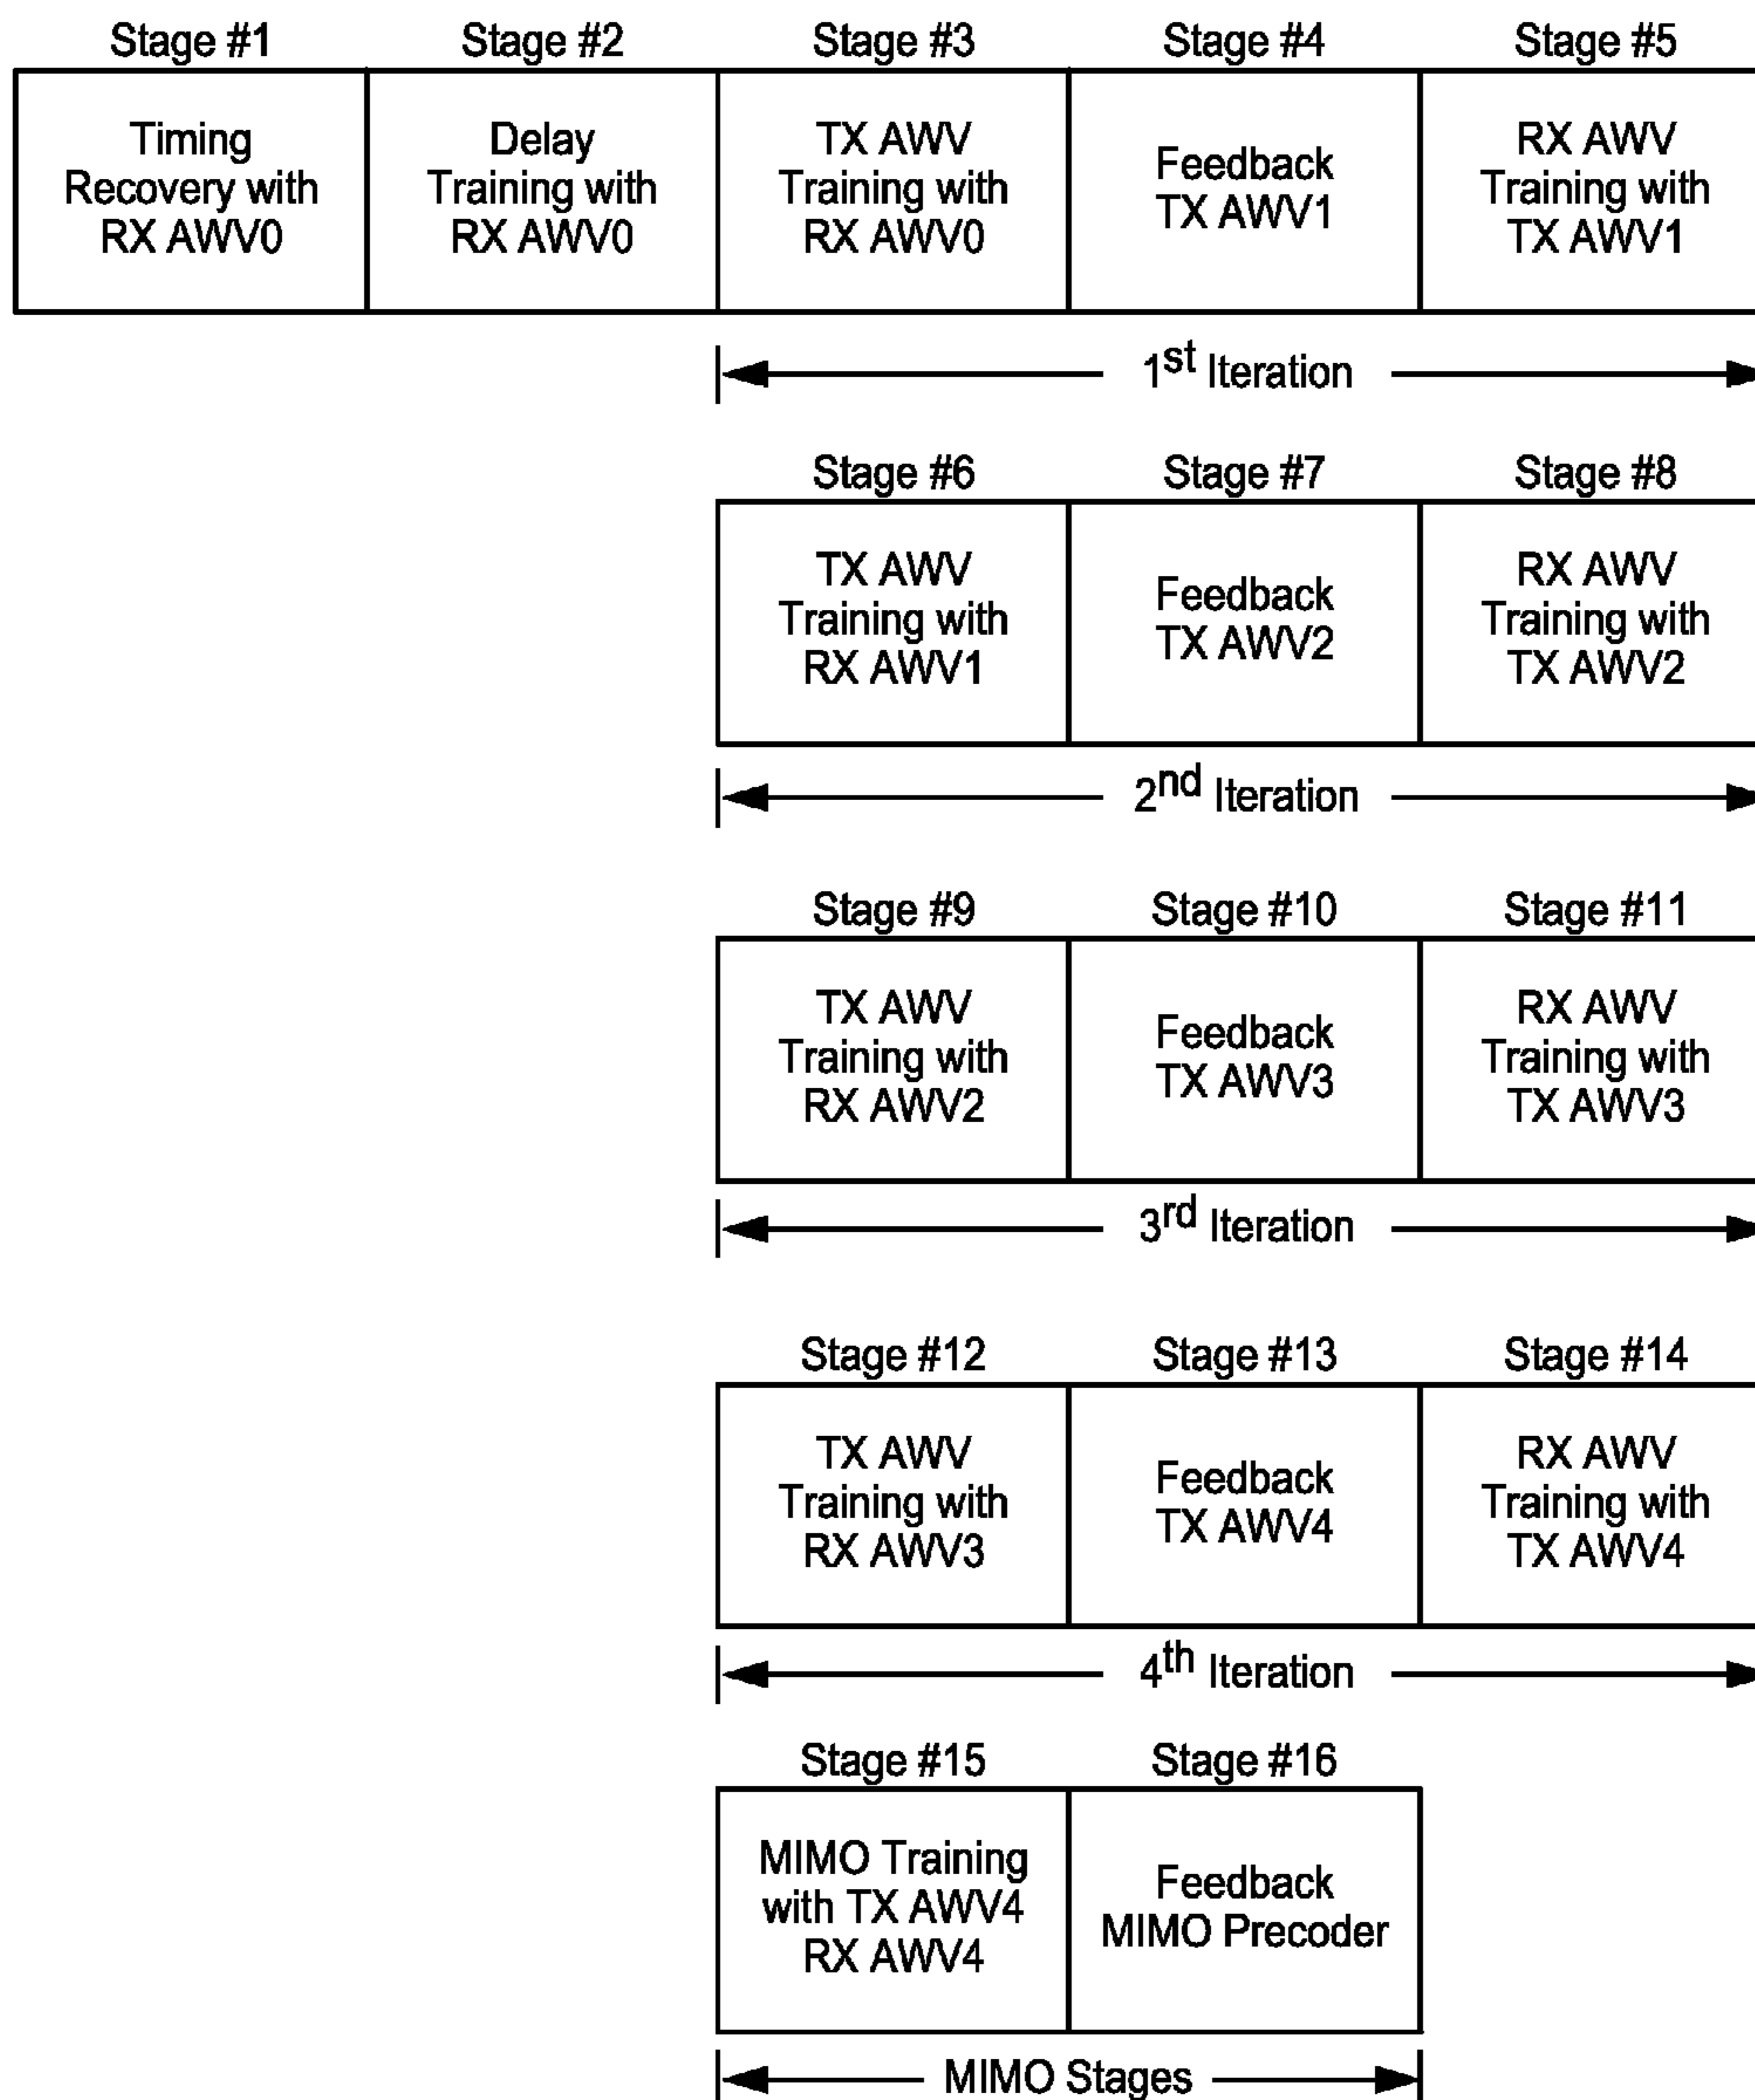 Stage #1
Stage #2
Stage #3
Stage #4
Stage #5
Timing
Recovery with
RX AWV0
Delay
Training with
RX AWV0
TX AWV
Training with
RX AWV0
Feedback
TX AWV1
RX AWV
Training with
TX AWV1
1st Iteration
Stage #6
Stage #7
Stage #8
TX AWV
Training with
RX AWV1
Feedback
TX AWV2
RX AWV
Training with
TX AWV2
2nd Iteration
Stage #9
Stage #10
Stage #11
TX AWV
Training with
RX AWV2
Feedback
TX AWV3
RX AWV
Training with
TX AWV3
3rd Iteration
Stage #12
Stage #13
Stage #14
TX AWV
Training with
RX AWV3
Feedback
TX AWV4
RX AWV
Training with
TX AWV4
4th Iteration
Stage #15
Stage #16
MIMO Training
with TX AWV4
RX AWV4
Feedback
MIMO Precoder
MIMO Stages